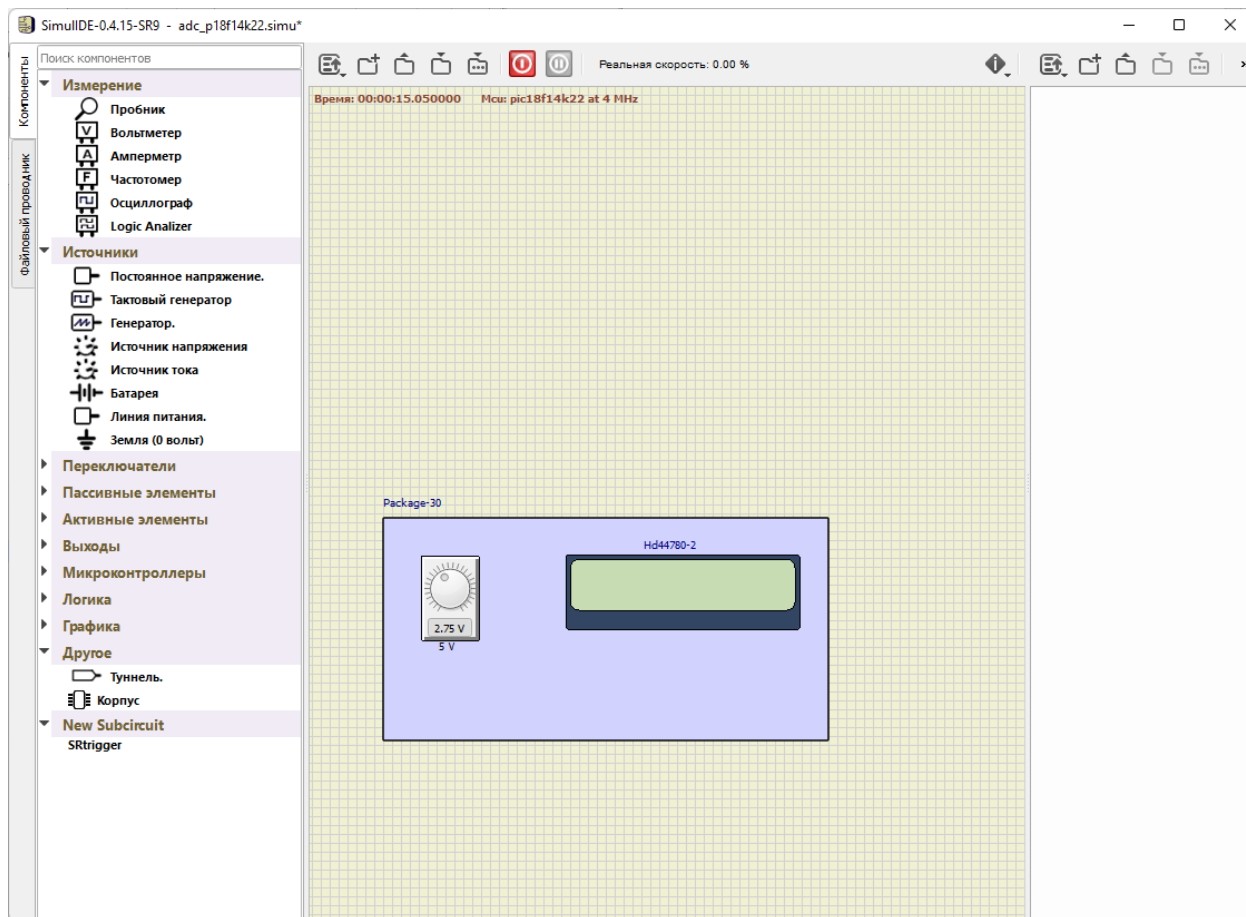 SimulIDE-0.4.15-SR9 - adc_p18f14k22.simu*
Компоненты
Файловый проводник
Поиск компонентов
Измерение
Пробник
V
Вольтметер
A
Амперметр
F
Частотомер
Осциллограф
Logic Analizer
Источники
Постоянное напряжение.
Тактовый генератор
Генератор.
Источник напряжения
Источник тока
Батарея
Линия питания.
Земля (0 вольт)
Переключатели
Пассивные элементы
Активные элементы
Выходы
Микроконтроллеры
Логика
Графика
Другое
Туннель.
Корпус
New Subcircuit
SRtrigger
Реальная скорость: 0.00 %
Время: 00:00:15.050000 Mcu: pic18f14k22 at 4 MHz
Package-30
Hd44780-2
2.75 V
5 V